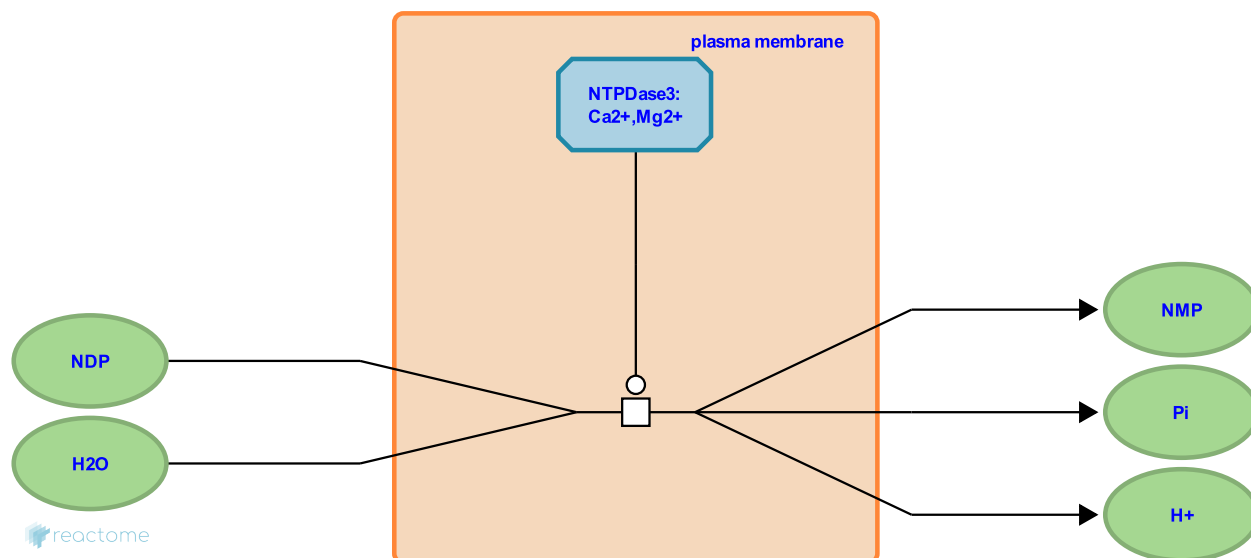 plasma membrane
NTPDase3:
Ca2+,Mg2+
NDP
H2O
NMP
Pi
H+
reactome